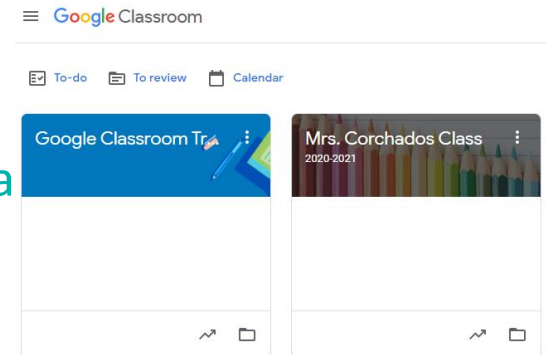 Google Classroom
To-do To review Calendar
Google Classroom Tr
Mrs. Corchados Class
2020-2021
a